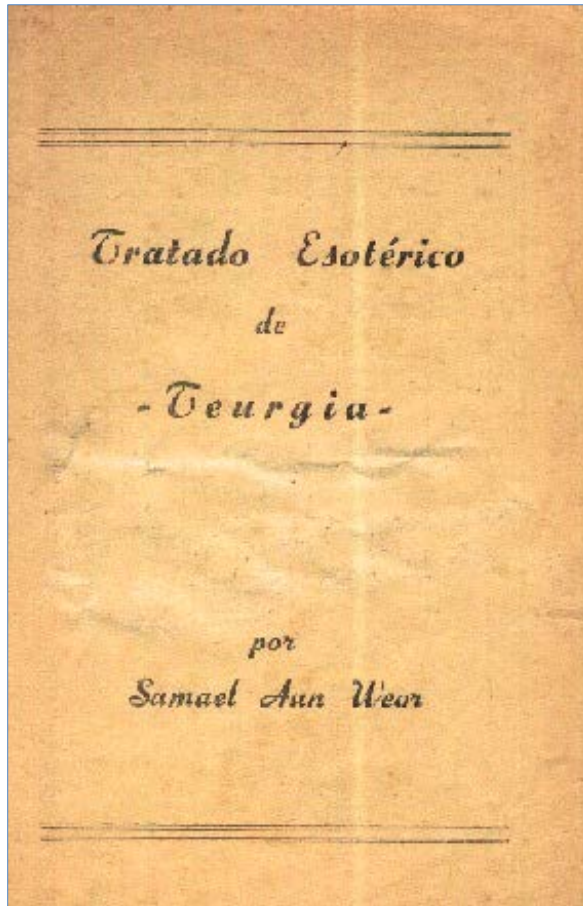 Tratado Esotérico
de
- Teurgia -
por
Samael Aun Weor